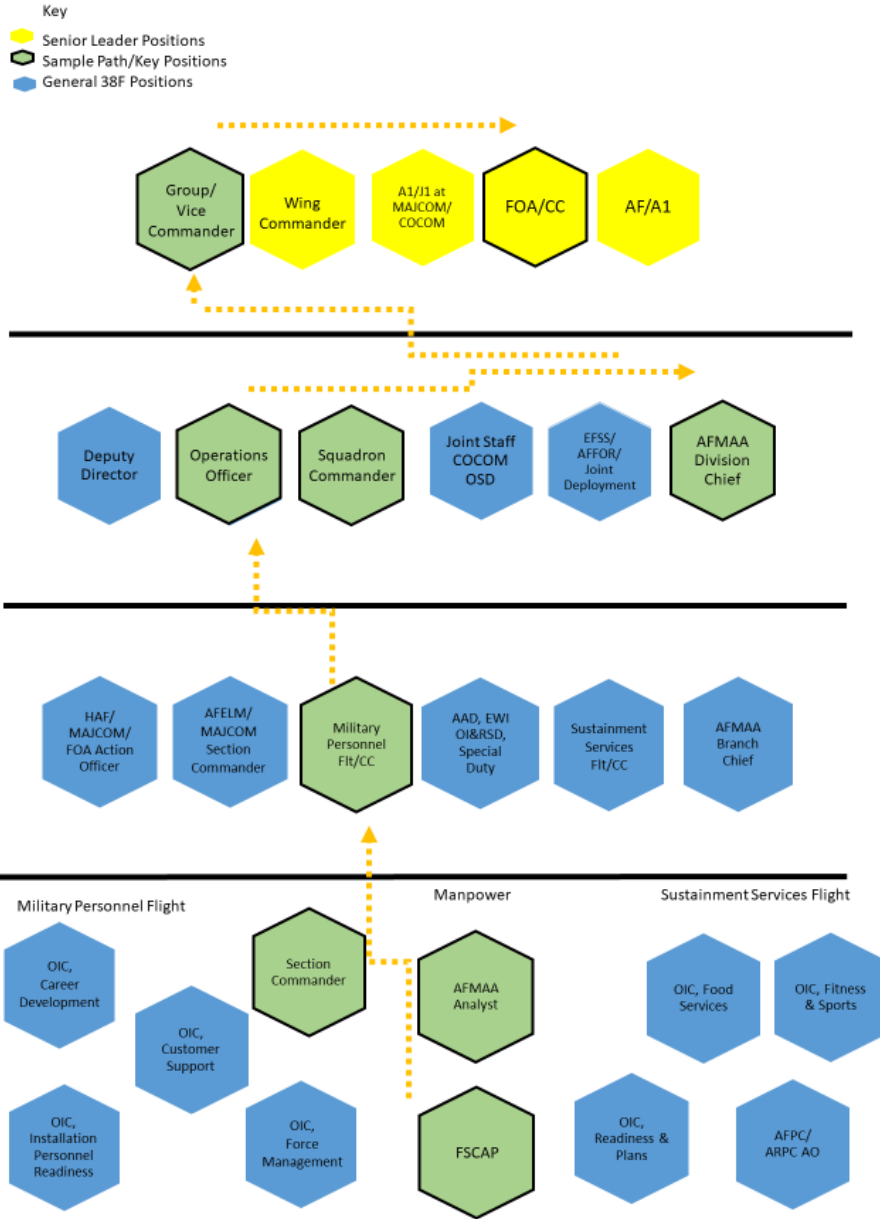 Key
Senior Leader Positions
Sample Path/Key Positions
General 38F Positions
Group/
Vice
Commander
Wing
Commander
A1/J1 at
MAJCOM/
COCOM
FOA/CC
AF/A1
Deputy
Director
Operations
Officer
Squadron
Commander
Joint Staff
COCOM
OSD
EFSS/
AFFOR/
Joint
Deployment
AFMAA
Division
Chief
HAF/
MAJCOM/
FOA Action
Officer
AFELM/
MAJCOM
Section
Commander
Military
Personnel
Flt/CC
AAD, EWI
OI&RSD,
Special
Duty
Sustainment
Services
Flt/CC
AFMAA
Branch
Chief
Military Personnel Flight
Manpower
Sustainment Services Flight
OIC,
Career
Development
Section
Commander
AFMAA
Analyst
OIC, Food
Services
OIC, Fitness
& Sports
OIC,
Customer
Support
OIC,
Installation
Personnel
Readiness
OIC,
Force
Management
FSCAP
OIC,
Readiness &
Plans
AFPC/
ARPC AO